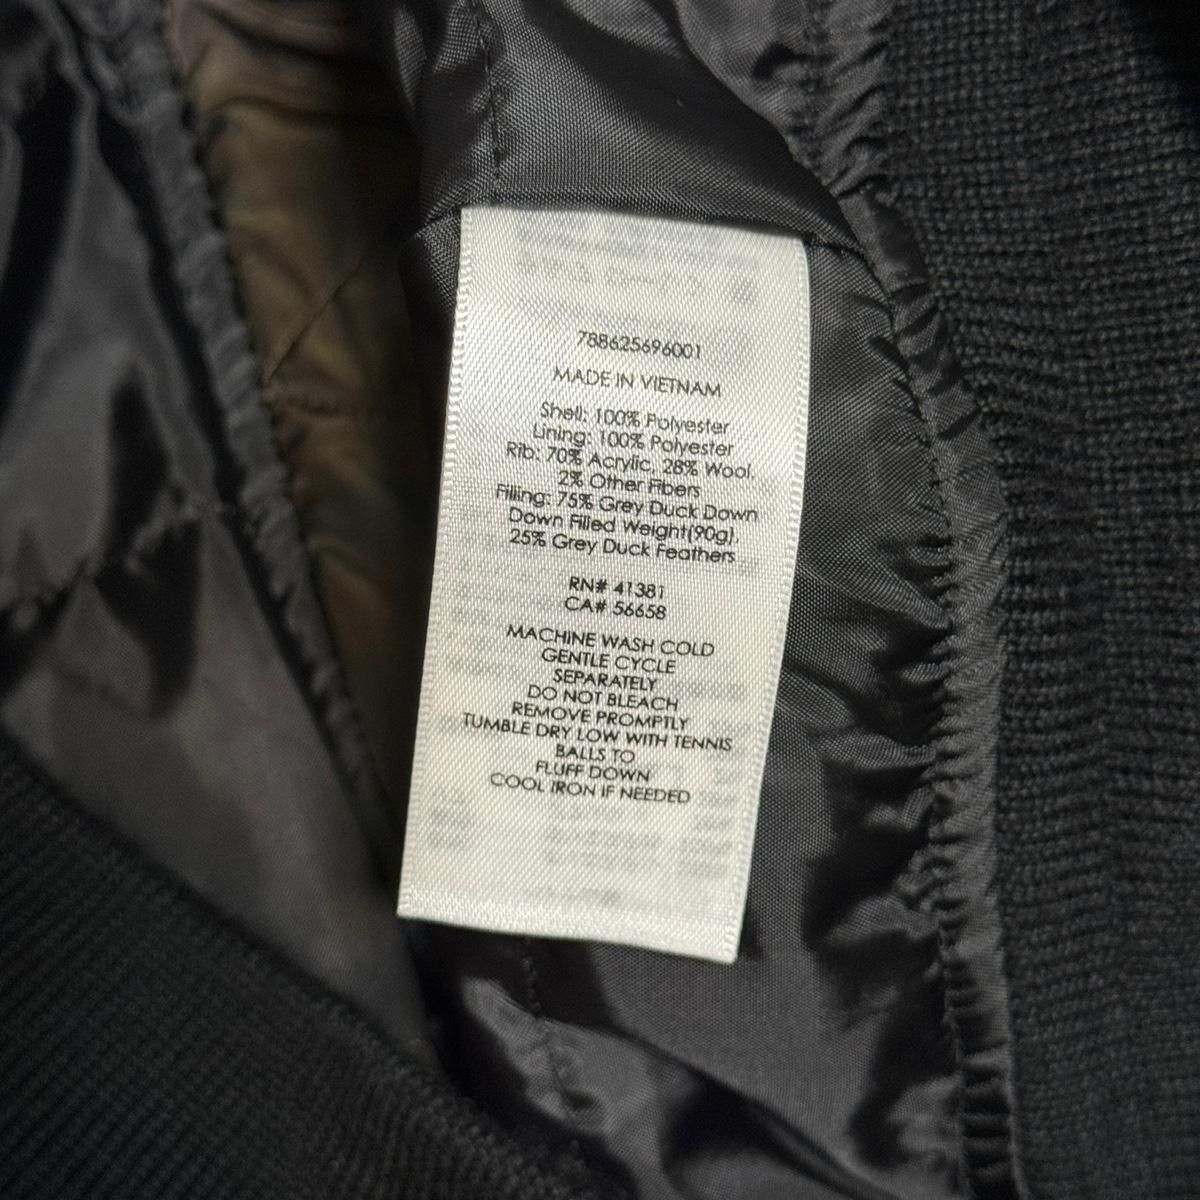 788625696001
MADE IN VIETNAM
Shell: 100% Polyester
Lining: 100% Polyester
Rib: 70% Acrylic, 28% Wool,
2% Other Fibers
Filling: 75% Grey Duck Down
Down Filled Weight(90g),
25% Grey Duck Feathers
RN# 41381
CA# 56658
MACHINE WASH COLD
GENTLE CYCLE
SEPARATELY
DO NOT BLEACH
REMOVE PROMPTLY
TUMBLE DRY LOW WITH TENNIS
BALLS TO
FLUFF DOWN
COOL IRON IF NEEDED